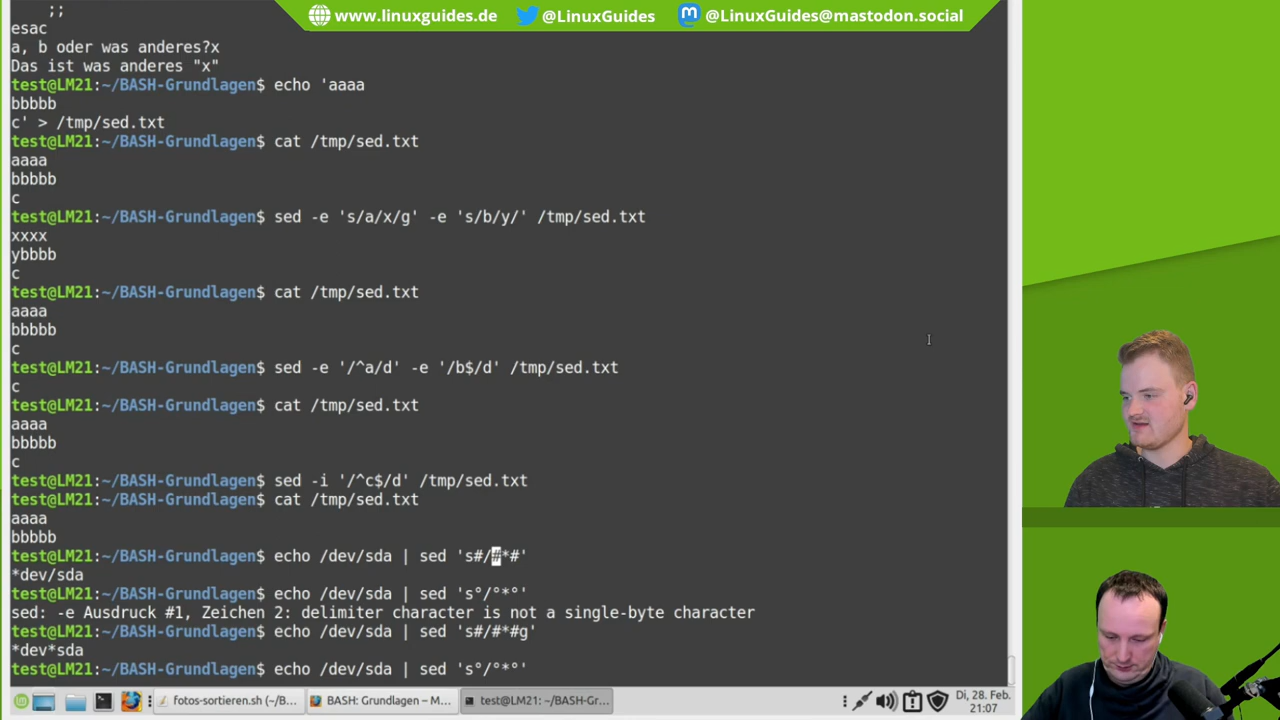 www.linuxguides.de @LinuxGuides @LinuxGuides@mastodon.social
;;
esac
a, b oder was anderes?x
Das ist was anderes "x"
test@LM21:~/BASH-Grundlagen$ echo 'aaaa
bbbbb
c' > /tmp/sed.txt
test@LM21:~/BASH-Grundlagen$ cat /tmp/sed.txt
aaaa
bbbbb
c
test@LM21:~/BASH-Grundlagen$ sed -e 's/a/x/g' -e 's/b/y/' /tmp/sed.txt
xxxx
ybbbb
c
test@LM21:~/BASH-Grundlagen$ cat /tmp/sed.txt
aaaa
bbbbb
c
test@LM21:~/BASH-Grundlagen$ sed -e '/^a/d' -e '/b$/d' /tmp/sed.txt
c
test@LM21:~/BASH-Grundlagen$ cat /tmp/sed.txt
aaaa
bbbbb
c
test@LM21:~/BASH-Grundlagen$ sed -i '/^c$/d' /tmp/sed.txt
test@LM21:~/BASH-Grundlagen$ cat /tmp/sed.txt
aaaa
bbbbb
test@LM21:~/BASH-Grundlagen$ echo /dev/sda | sed 's#/#*#'
*dev/sda
test@LM21:~/BASH-Grundlagen$ echo /dev/sda | sed 's°/°*°'
sed: -e Ausdruck #1, Zeichen 2: delimiter character is not a single-byte character
test@LM21:~/BASH-Grundlagen$ echo /dev/sda | sed 's#/#*#g'
*dev*sda
test@LM21:~/BASH-Grundlagen$ echo /dev/sda | sed 's°/°*°'
fotos-sortieren.sh (~/B... BASH: Grundlagen – M... test@LM21: ~/BASH-Gr... Di, 28. Feb.
21:07